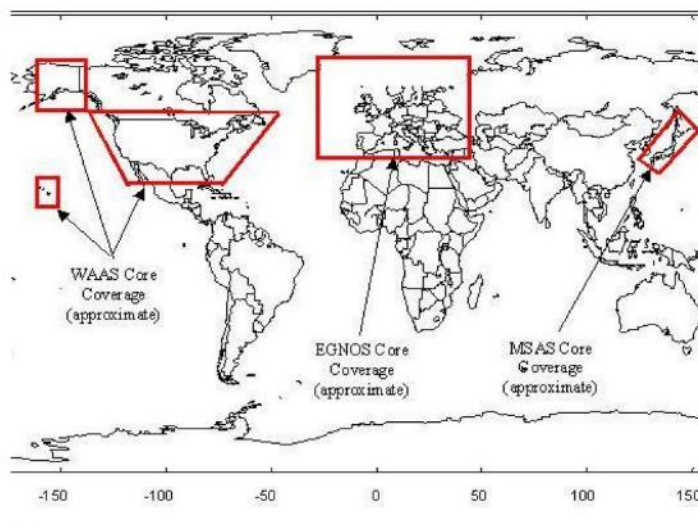 WAAS Core
Coverage
(approximate)
EGNOS Core
Coverage
(approximate)
MSAS Core
Coverage
(approximate)
-150 -100 -50 0 50 100 150